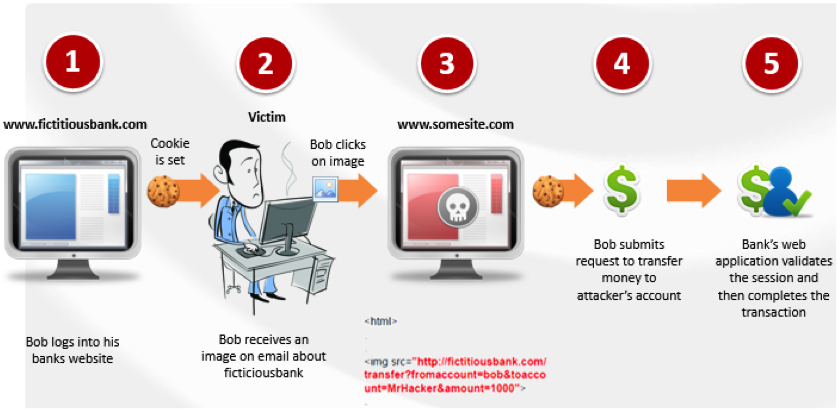 1
2
3
4
5
www.fictitiousbank.com
Victim
www.somesite.com
Cookie
is set
Bob clicks
on image
Bob submits
request to transfer
money to
attacker's account
Bank's web
application validates
the session and
then completes the
transaction
Bob logs into his
banks website
Bob receives an
image on email about
ficticiousbank
<html>
.
.
<img src="http://fictitiousbank.com/
transfer?fromaccount=bob&toacco
unt=MrHacker&amount=1000">
.